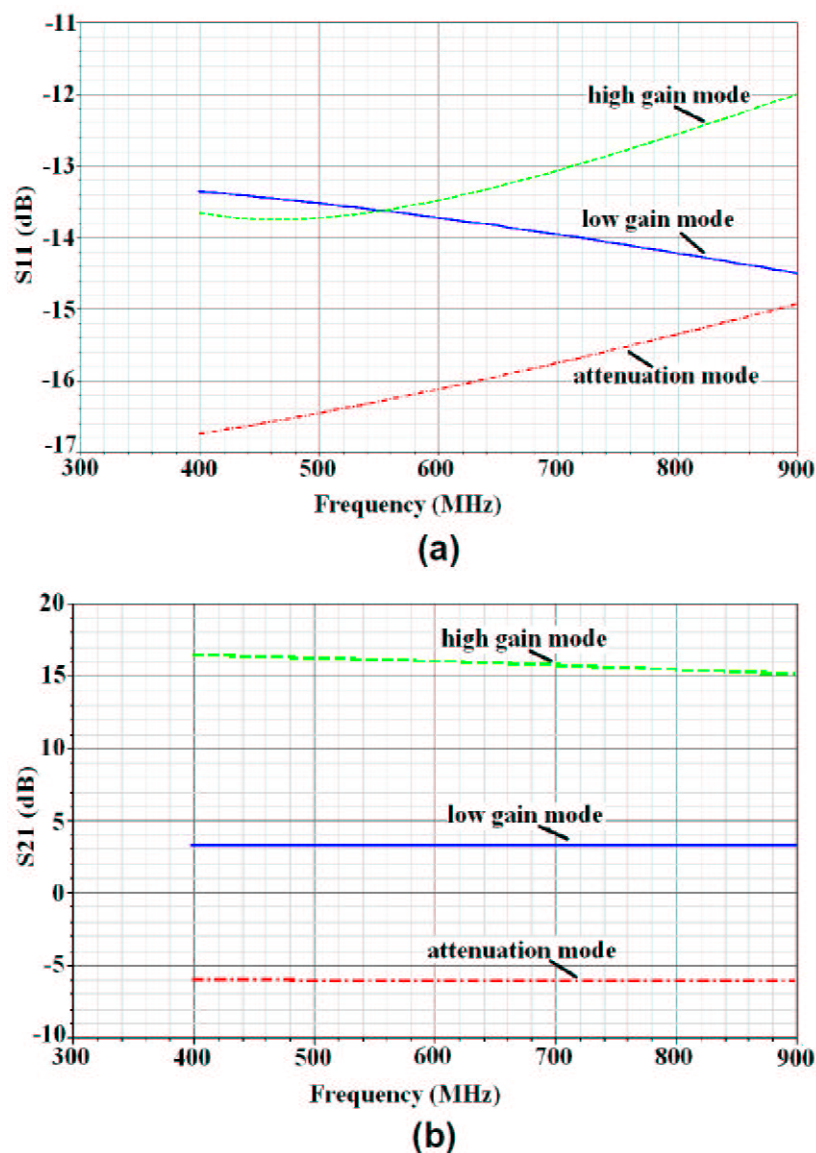 -11
-12
high gain mode
-13
low gain mode
-14
S11 (dB)
-15
attenuation mode
-16
-17
300 400 500 600 700 800 900
Frequency (MHz)
(a)
20
high gain mode
15
10
low gain mode
5
S21 (dB)
0
attenuation mode
-5
-10
300 400 500 600 700 800 900
Frequency (MHz)
(b)